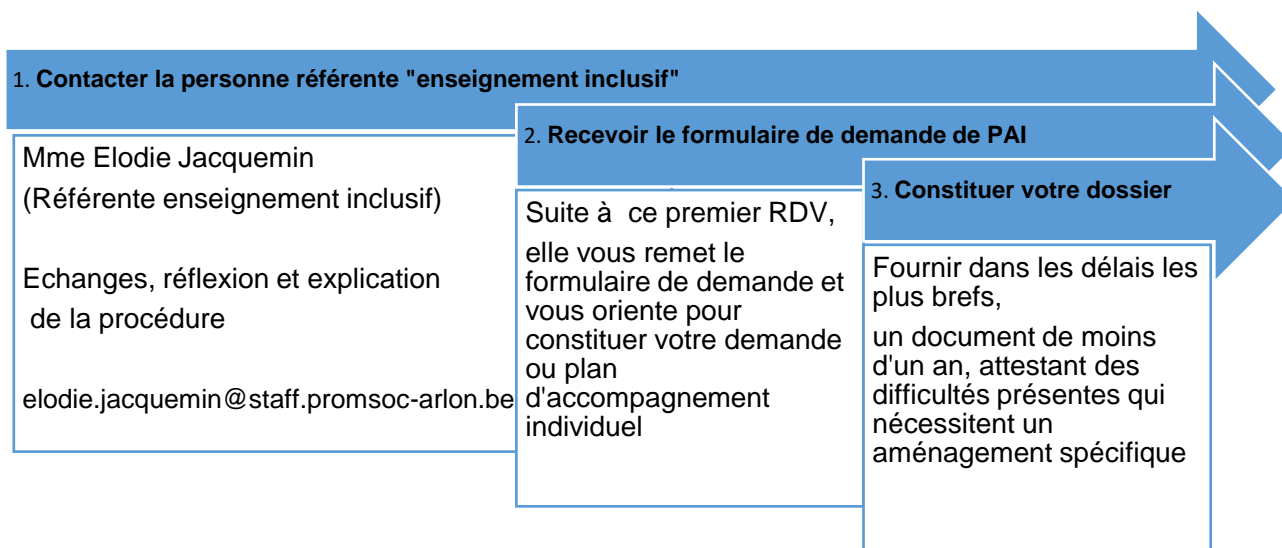 1. Contacter la personne référente "enseignement inclusif"
Mme Elodie Jacquemin
(Référente enseignement inclusif)
Echanges, réflexion et explication
de la procédure
elodie.jacquemin@staff.promsoc-arlon.be
2. Recevoir le formulaire de demande de PAI
Suite à ce premier RDV,
elle vous remet le
formulaire de demande et
vous oriente pour
constituer votre demande
ou plan
d'accompagnement
individuel
3. Constituer votre dossier
Fournir dans les délais les
plus brefs,
un document de moins
d'un an, attestant des
difficultés présentes qui
nécessitent un
aménagement spécifique